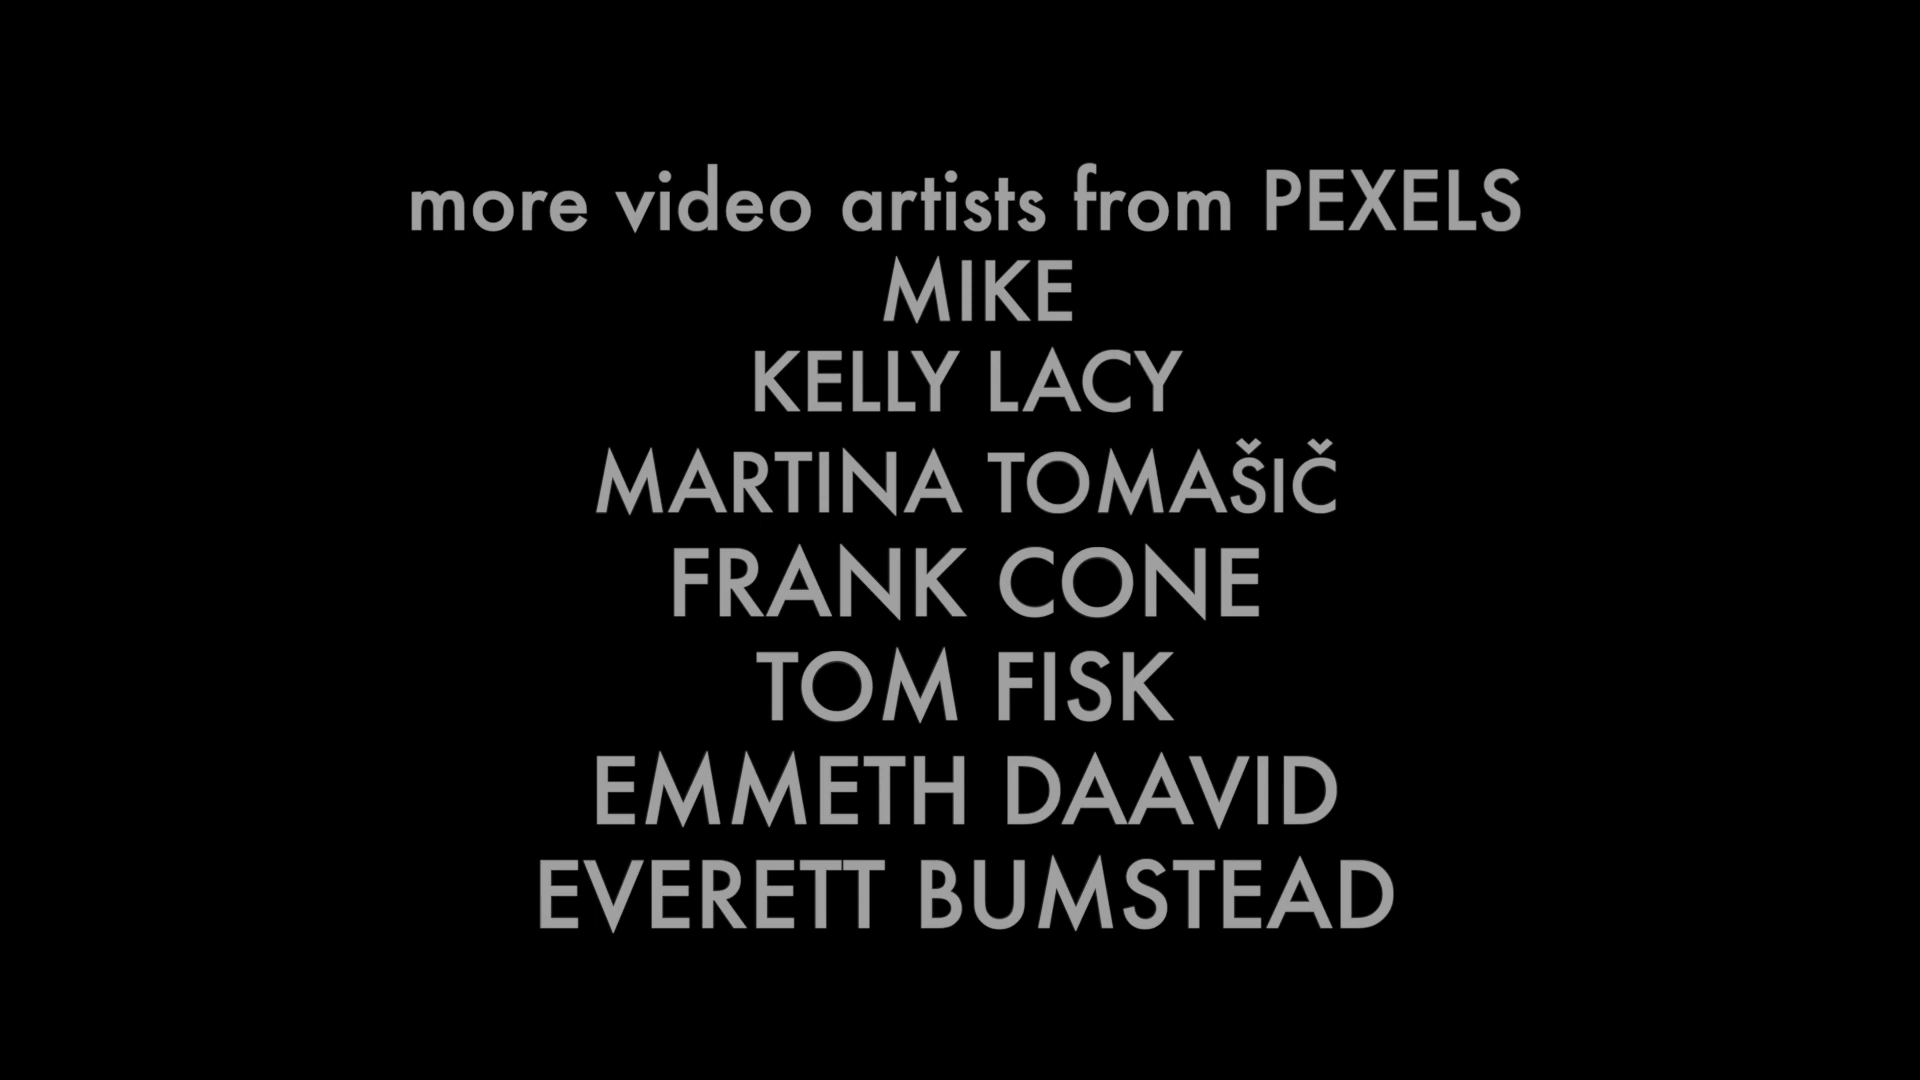 more video artists from PEXELS
MIKE
KELLY LACY
MARTINA TOMAŠIČ
FRANK CONE
TOM FISK
EMMETH DAAVID
EVERETT BUMSTEAD